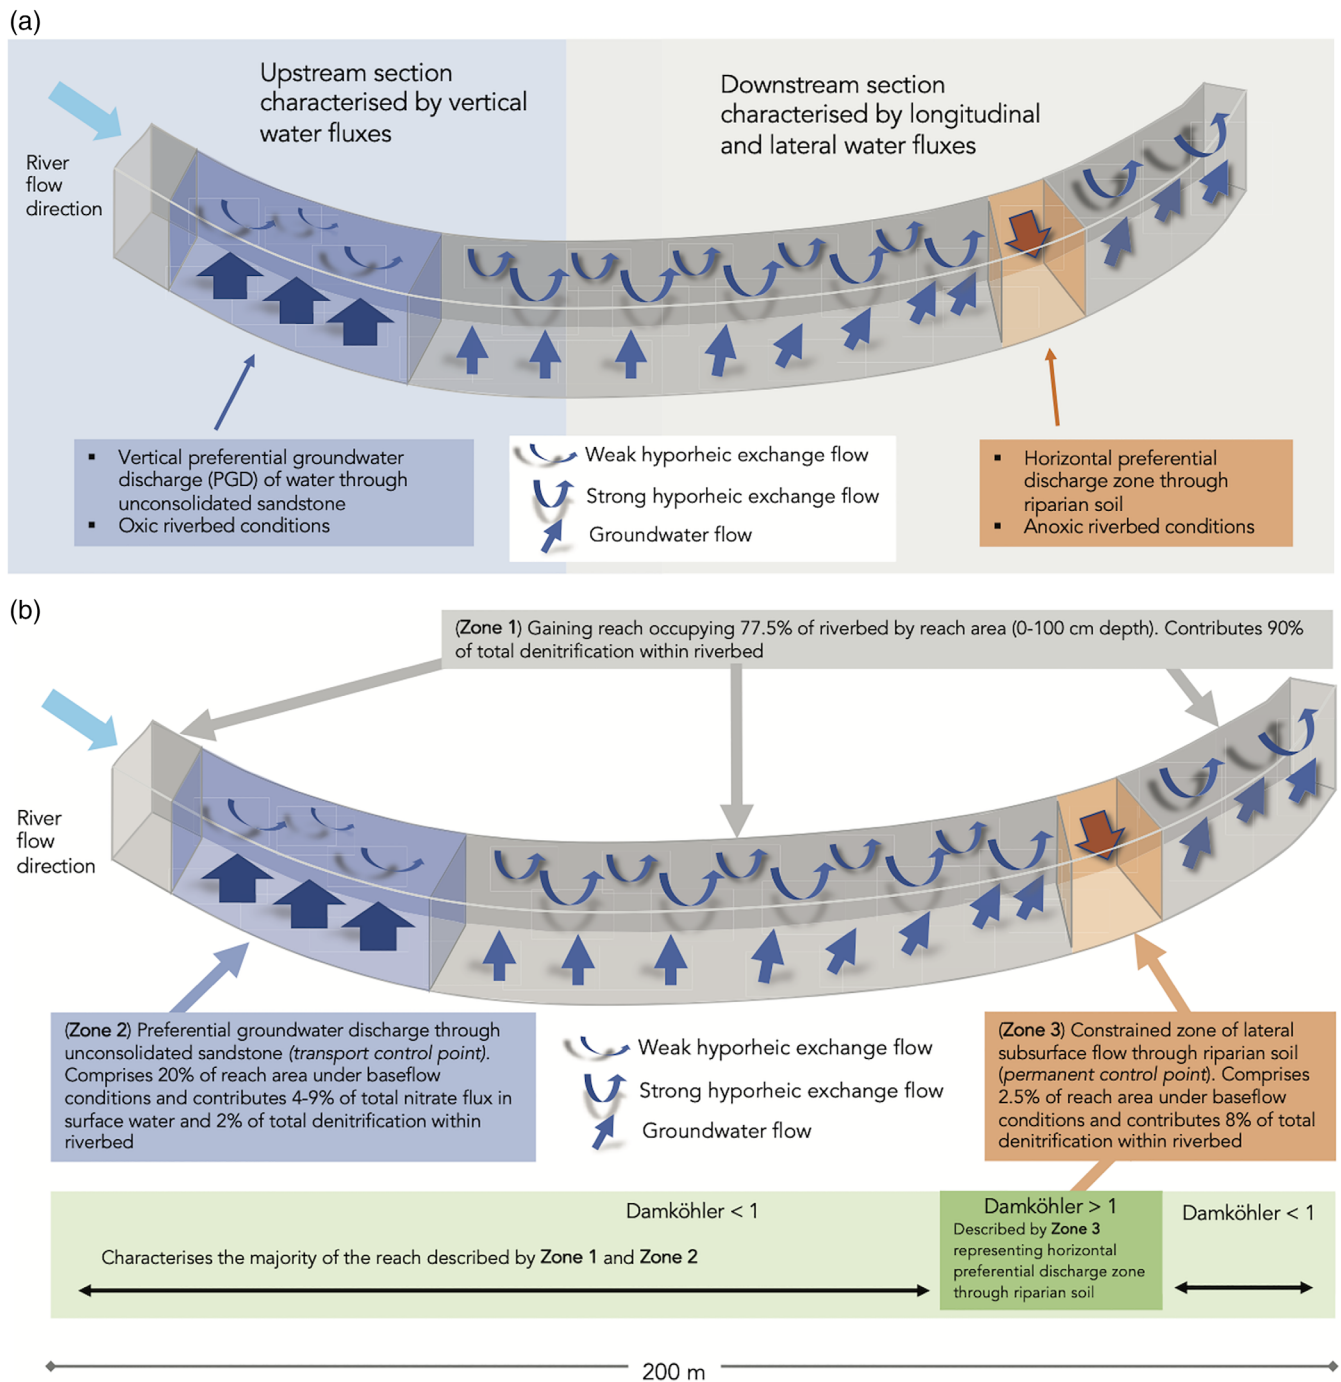 (a)
Upstream section
characterised by vertical
water fluxes
Downstream section
characterised by longitudinal
and lateral water fluxes
River
flow
direction
▪ Vertical preferential groundwater
discharge (PGD) of water through
unconsolidated sandstone
▪ Oxic riverbed conditions
Weak hyporheic exchange flow
Strong hyporheic exchange flow
Groundwater flow
▪ Horizontal preferential
discharge zone through
riparian soil
▪ Anoxic riverbed conditions
(b)
(Zone 1) Gaining reach occupying 77.5% of riverbed by reach area (0-100 cm depth). Contributes 90%
of total denitrification within riverbed
River
flow
direction
(Zone 2) Preferential groundwater discharge through
unconsolidated sandstone (transport control point).
Comprises 20% of reach area under baseflow
conditions and contributes 4-9% of total nitrate flux in
surface water and 2% of total denitrification within
riverbed
Weak hyporheic exchange flow
Strong hyporheic exchange flow
Groundwater flow
(Zone 3) Constrained zone of lateral
subsurface flow through riparian soil
(permanent control point). Comprises
2.5% of reach area under baseflow
conditions and contributes 8% of total
denitrification within riverbed
Damköhler < 1
Characterises the majority of the reach described by Zone 1 and Zone 2
Damköhler > 1
Described by Zone 3
representing horizontal
preferential discharge zone
through riparian soil
Damköhler < 1
200 m